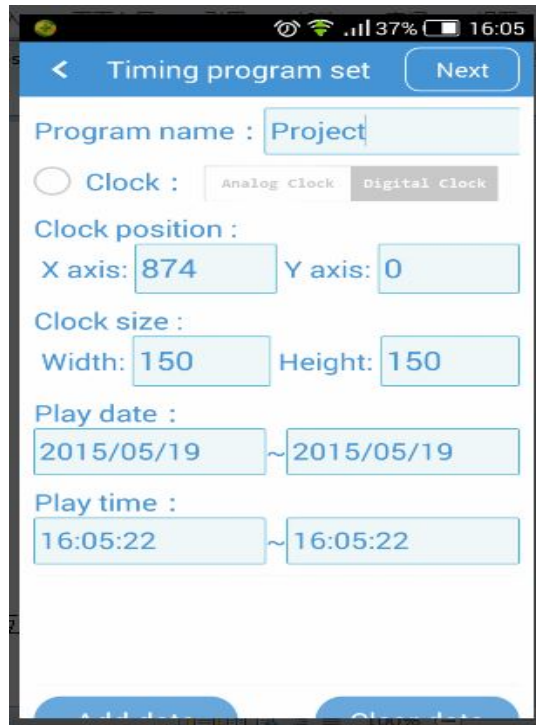 37% 16:05
Timing program set Next
Program name : Project
Clock : Analog Clock Digital Clock
Clock position :
X axis: 874 Y axis: 0
Clock size :
Width: 150 Height: 150
Play date :
2015/05/19 ~ 2015/05/19
Play time :
16:05:22 ~ 16:05:22